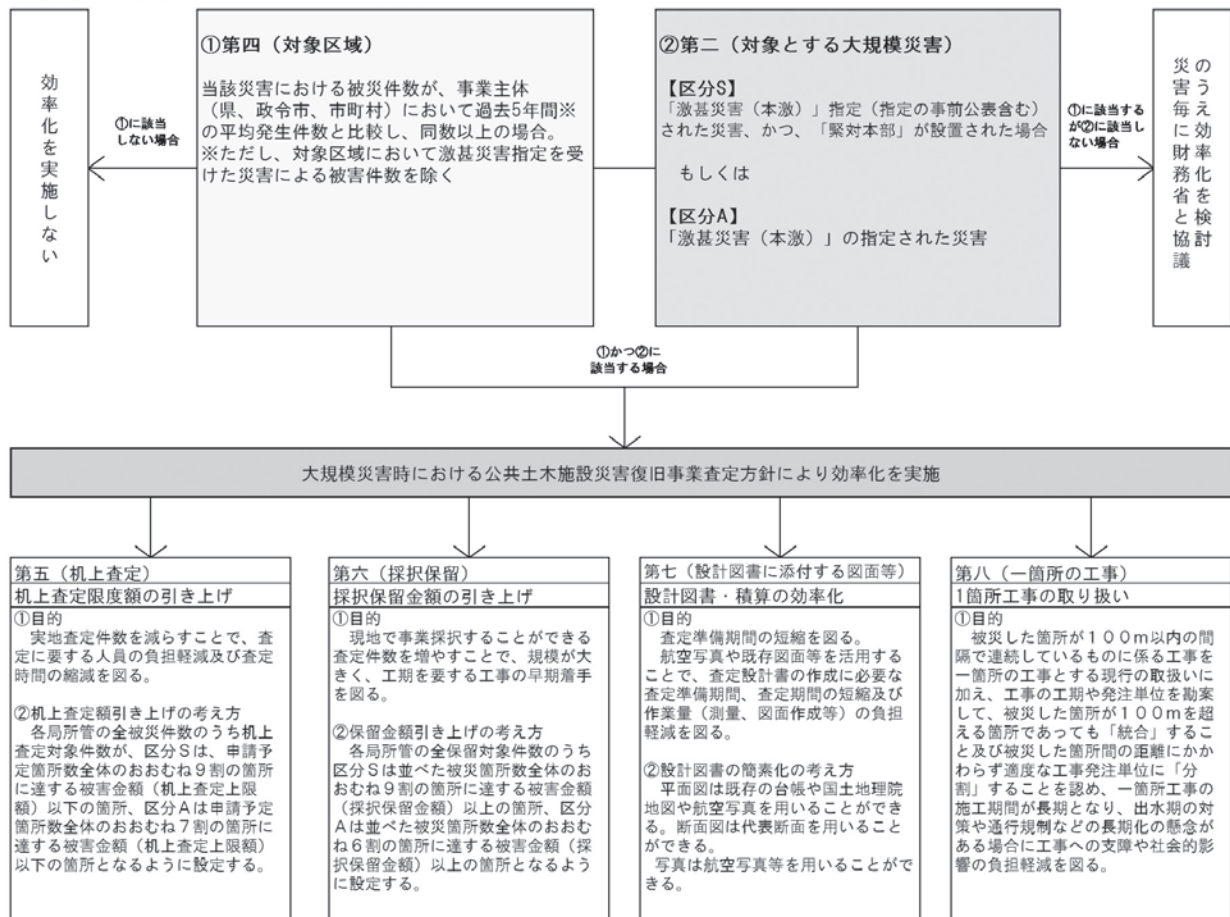 効率化を実施しない
①に該当
しない場合
①第四（対象区域）
当該災害における被災件数が、事業主体
（県、政令市、市町村）において過去5年間※
の平均発生件数と比較し、同数以上の場合。
※ただし、対象区域において激甚災害指定を受
けた災害による被害件数を除く
②第二（対象とする大規模災害）
【区分S】
「激甚災害（本激）」指定（指定の事前公表含む）
された災害、かつ、「緊対本部」が設置された場合
もしくは
【区分A】
「激甚災害（本激）」の指定された災害
①に該当する
が②に該当し
ない場合
災害毎に財務省と協議
のうえ効率化を検討
①かつ②に
該当する場合
大規模災害時における公共土木施設災害復旧事業査定方針により効率化を実施
第五（机上査定）
机上査定限度額の引き上げ
①目的
実地査定件数を減らすことで、査
定に要する人員の負担軽減及び査定
時間の縮減を図る。
②机上査定額引き上げの考え方
各局所管の全被災件数のうち机上
査定対象件数が、区分Sは、申請予
定箇所数全体のおおむね９割の箇所
に達する被害金額（机上査定上限
額）以下の箇所、区分Aは申請予定
箇所数全体のおおむね７割の箇所に
達する被害金額（机上査定上限額）
以下の箇所となるように設定する。
第六（採択保留）
採択保留金額の引き上げ
①目的
現地で事業採択することができる
査定件数を増やすことで、規模が大
きく、工期を要する工事の早期着手
を図る。
②保留金額引き上げの考え方
各局所管の全保留対象件数のうち
区分Sは並べた被災箇所数全体のお
おむね９割の箇所に達する被害金額
（採択保留金額）以上の箇所、区分
Aは並べた被災箇所数全体のおおむ
ね６割の箇所に達する被害金額（採
択保留金額）以上の箇所となるよう
に設定する。
第七（設計図書に添付する図面等）
設計図書・積算の効率化
①目的
査定準備期間の短縮を図る。
航空写真や既存図面等を活用する
ことで、査定設計書の作成に必要な
査定準備期間、査定期間の短縮及び
作業量（測量、図面作成等）の負担
軽減を図る。
②設計図書の簡素化の考え方
平面図は既存の台帳や国土地理院
地図や航空写真を用いることができ
る。断面図は代表断面を用いること
ができる。
写真は航空写真等を用いることがで
きる。
第八（一箇所の工事）
1箇所工事の取り扱い
①目的
被災した箇所が１００ｍ以内の間
隔で連続しているものに係る工事を
一箇所の工事とする現行の取扱いに
加え、工事の工期や発注単位を勘案
して、被災した箇所が１００ｍを超
える箇所であっても「統合」するこ
と及び被災した箇所間の距離にかか
わらず適度な工事発注単位に「分
割」することを認め、一箇所工事の
施工期間が長期となり、出水期の対
策や通行規制などの長期化の懸念が
ある場合に工事への支障や社会的影
響の負担軽減を図る。